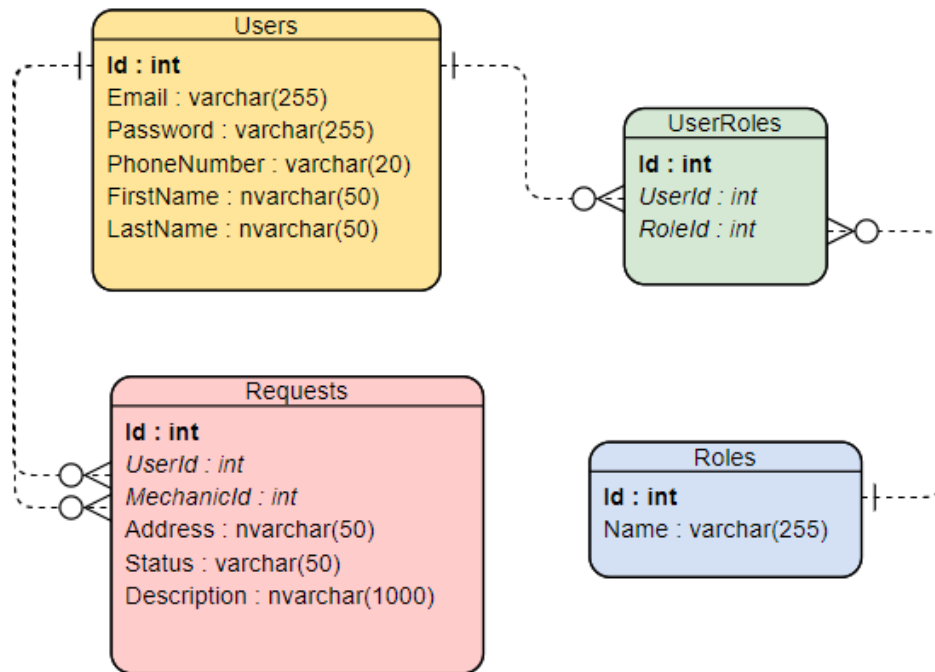 Users
Id : int
Email : varchar(255)
Password : varchar(255)
PhoneNumber : varchar(20)
FirstName : nvarchar(50)
LastName : nvarchar(50)
UserRoles
Id : int
UserId : int
RoleId : int
Requests
Id : int
UserId : int
MechanicId : int
Address : nvarchar(50)
Status : varchar(50)
Description : nvarchar(1000)
Roles
Id : int
Name : varchar(255)